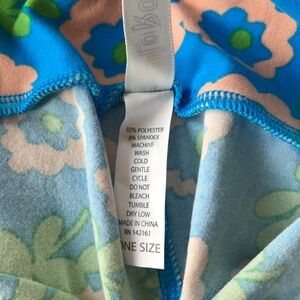 92% POLYESTER
8% SPANDEX
MACHINE
WASH
COLD
GENTLE
CYCLE
DO NOT
BLEACH
TUMBLE
DRY LOW
MADE IN CHINA
RN 142161
ONE SIZE